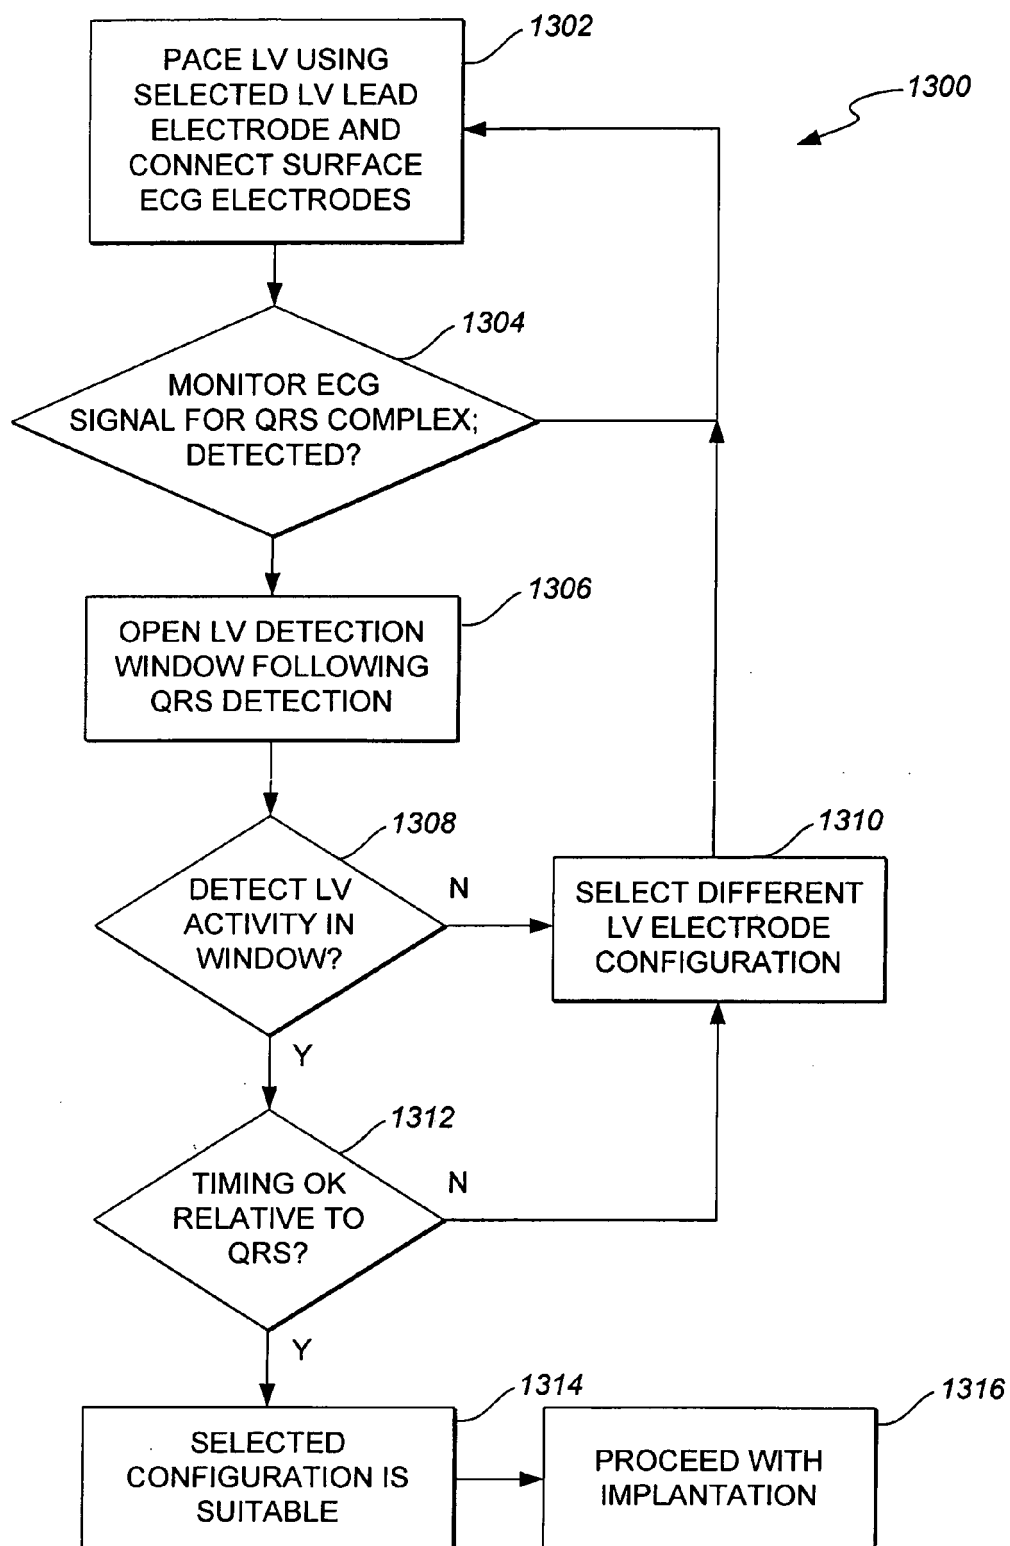 1302
PACE LV USING
SELECTED LV LEAD
ELECTRODE AND
CONNECT SURFACE
ECG ELECTRODES
1300
1304
MONITOR ECG
SIGNAL FOR QRS COMPLEX;
DETECTED?
1306
OPEN LV DETECTION
WINDOW FOLLOWING
QRS DETECTION
1308
DETECT LV
ACTIVITY IN
WINDOW?
N
Y
1310
SELECT DIFFERENT
LV ELECTRODE
CONFIGURATION
1312
TIMING OK
RELATIVE TO
QRS?
N
Y
1314
SELECTED
CONFIGURATION IS
SUITABLE
1316
PROCEED WITH
IMPLANTATION